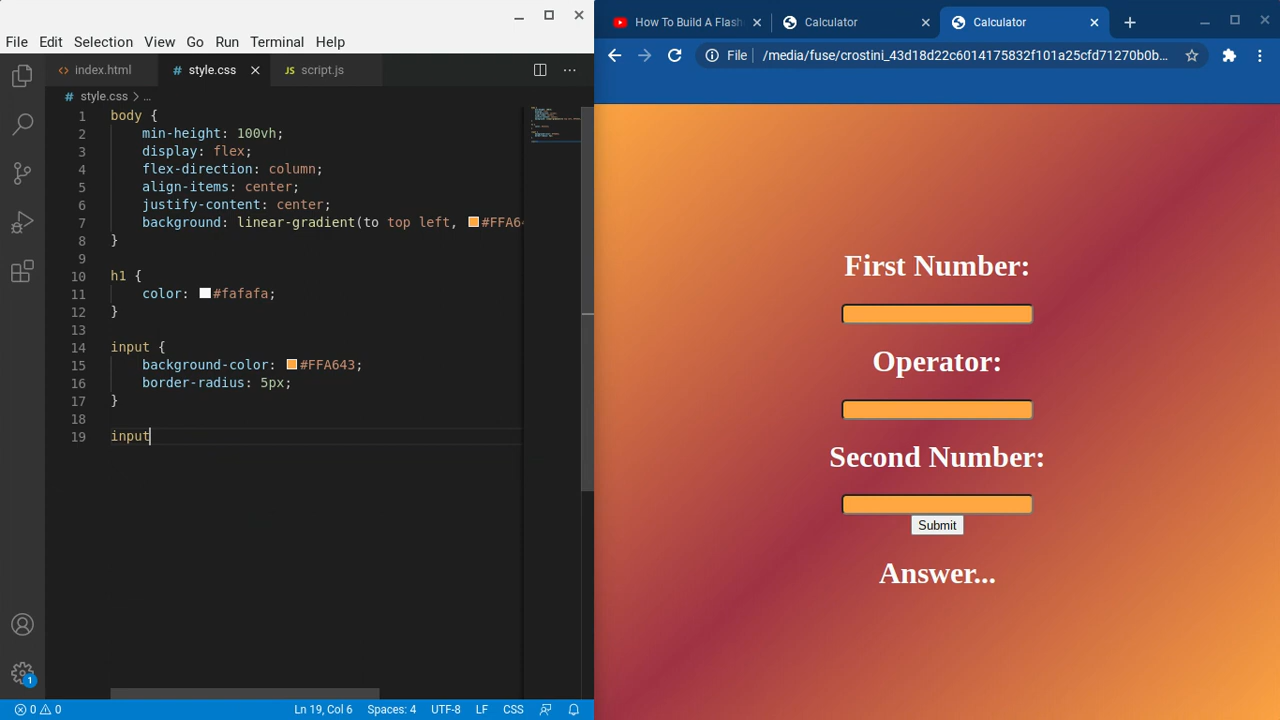 File Edit Selection View Go Run Terminal Help
index.html
style.css
script.js
style.css > ...
1 body {
2 min-height: 100vh;
3 display: flex;
4 flex-direction: column;
5 align-items: center;
6 justify-content: center;
7 background: linear-gradient(to top left, #FFA64
8 }
9
10 h1 {
11 color: #fafafa;
12 }
13
14 input {
15 background-color: #FFA643;
16 border-radius: 5px;
17 }
18
19 input
1
0 0
Ln 19, Col 6
Spaces: 4
UTF-8
LF
CSS
How To Build A Flash
Calculator
Calculator
File
/media/fuse/crostini_43d18d22c6014175832f101a25cfd71270b0b...
First Number:
Operator:
Second Number:
Submit
Answer...